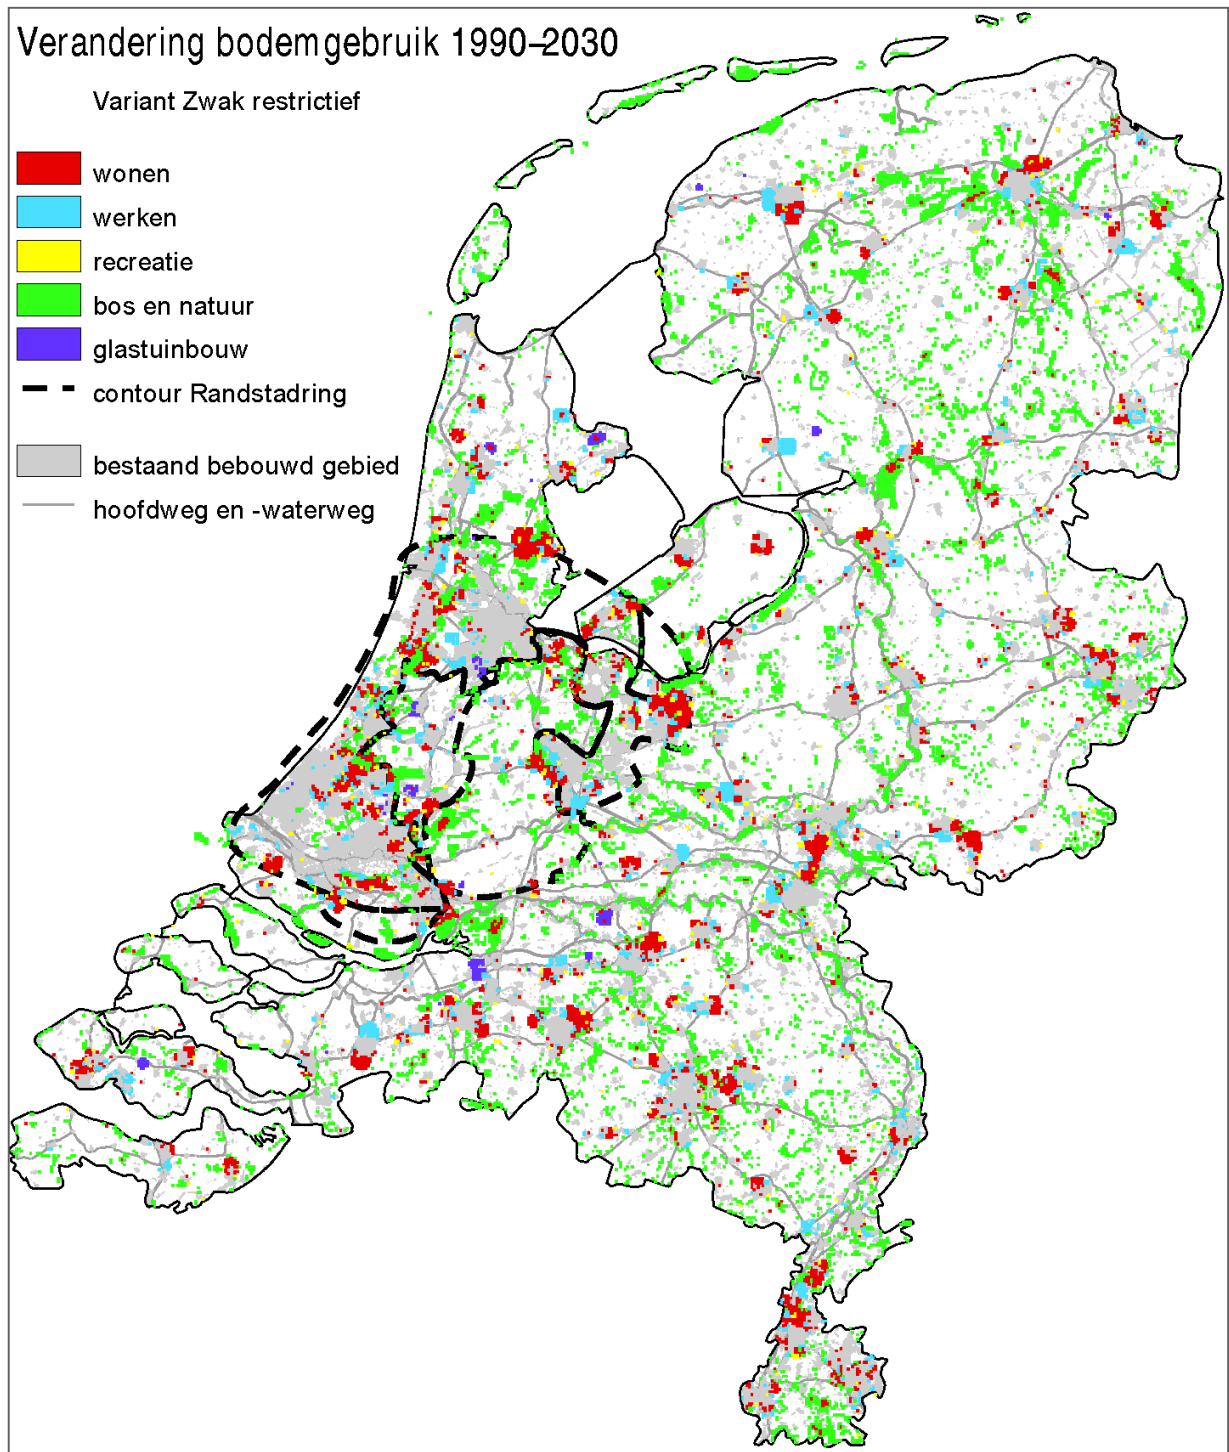 Verandering bodemgebruik 1990–2030
Variant Zwak restrictief
wonen
werken
recreatie
bos en natuur
glastuinbouw
contour Randstadring
bestaand bebouwd gebied
hoofdweg en -waterweg